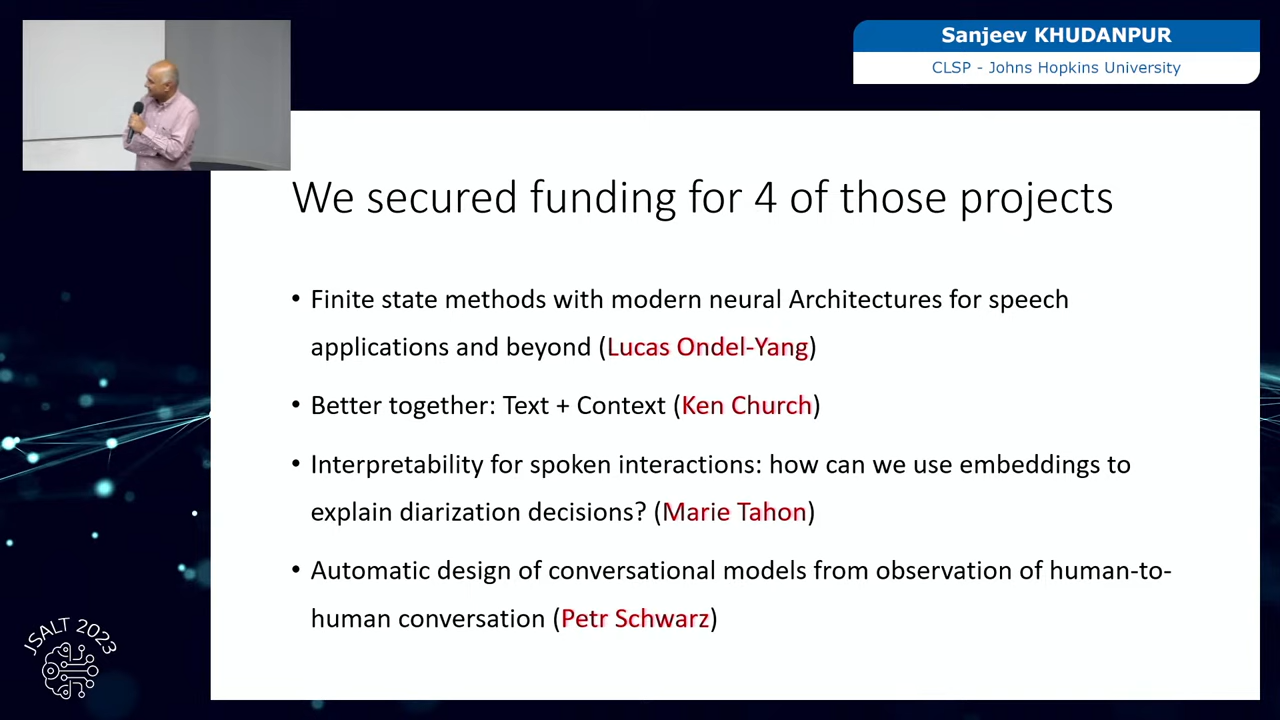 Sanjeev KHUDANPUR
CLSP - Johns Hopkins University
We secured funding for 4 of those projects
• Finite state methods with modern neural Architectures for speech
applications and beyond (Lucas Ondel-Yang)
• Better together: Text + Context (Ken Church)
• Interpretability for spoken interactions: how can we use embeddings to
explain diarization decisions? (Marie Tahon)
• Automatic design of conversational models from observation of human-to-
human conversation (Petr Schwarz)
JSALT 2023